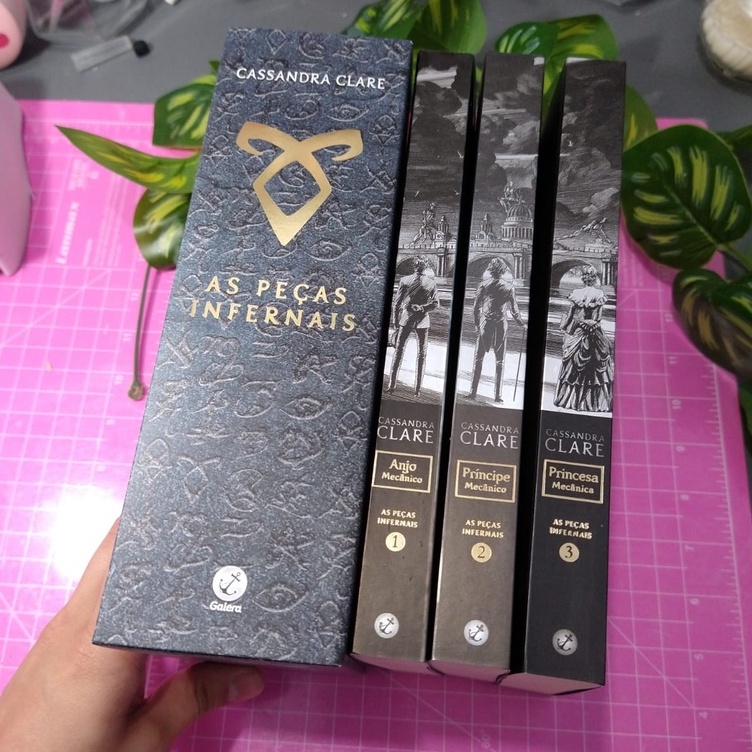 CASSANDRA CLARE
AS PEÇAS
INFERNAIS
Galera
CASSANDRA
CLARE
Anjo
Mecânico
AS PEÇAS
INFERNAIS
1
CASSANDRA
CLARE
Príncipe
Mecânico
AS PEÇAS
INFERNAIS
2
CASSANDRA
CLARE
Princesa
Mecânica
AS PEÇAS
INFERNAIS
3